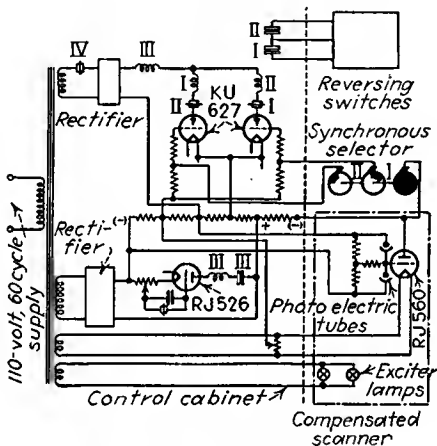 IV
III
II
I
Rectifier
I
II
II
I
KU
627
Reversing
switches
Synchronous
selector
II
I
110-volt, 60 cycle
supply
Recti-
fier
(-)
+
(-)
III
III
RJ526
Photo electric
tubes
RJ560
Exciter
lamps
Control cabinet
Compensated
scanner